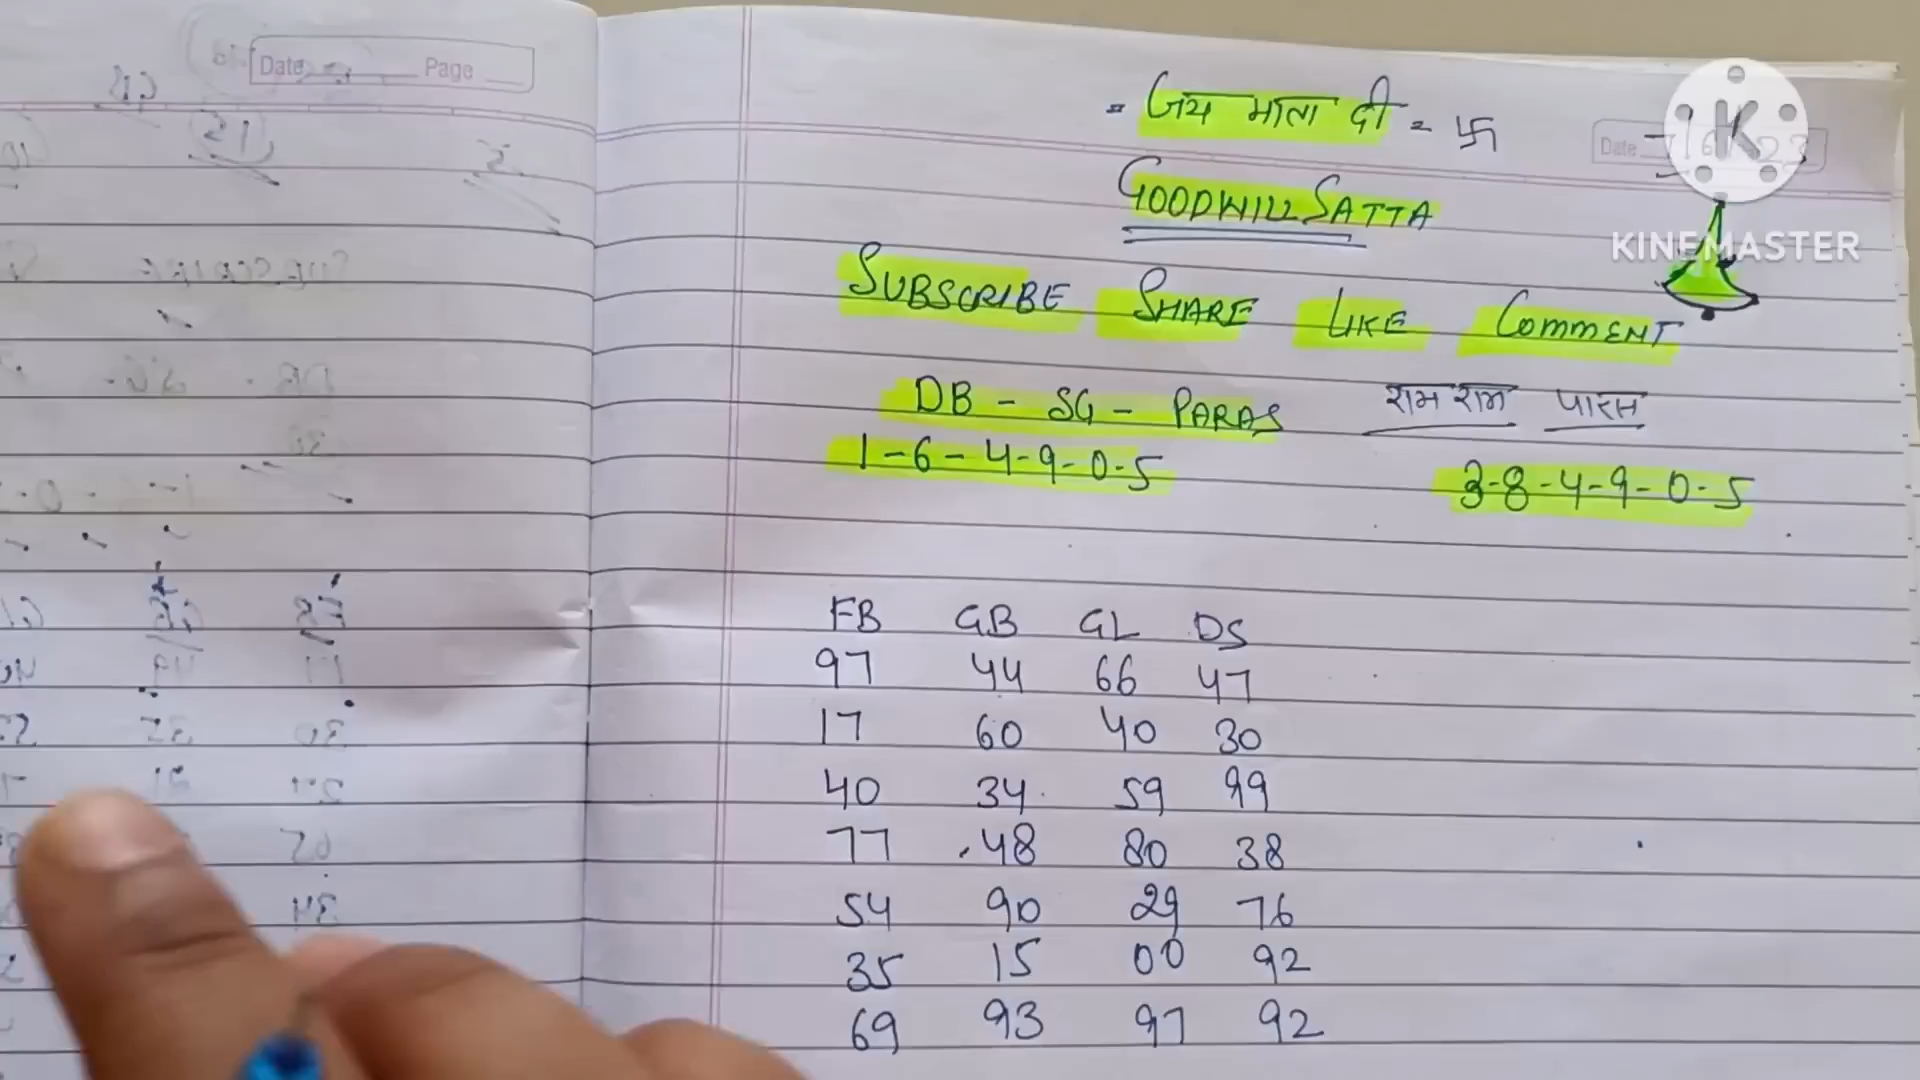 Date Page
= जय माता दी = 卐
Date
KINEMASTER
GOODWILL SATTA
SUBSCRIBE SHARE LIKE COMMENT
DB - SG - PARAS राम राम पारस
1-6-4-9-0-5 3-8-4-9-0-5
FB GB GL DS
97 44 66 47
17 60 40 30
40 34 59 99
77 48 80 38
54 90 29 76
35 15 00 92
69 93 97 92